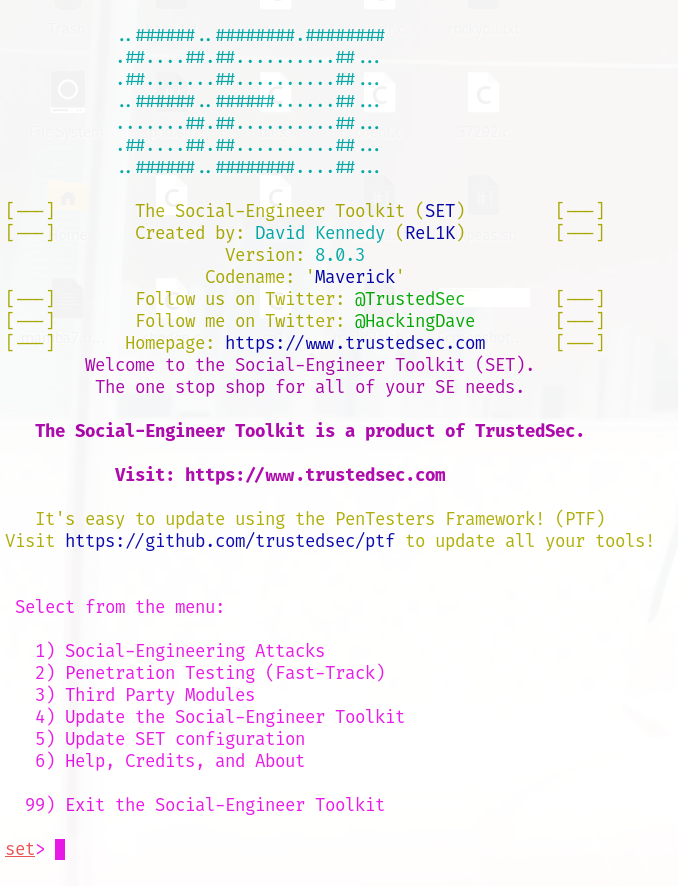 ..######..########.########
.##....##.##..........##...
.##.......##..........##...
..######..######......##...
.......##.##..........##...
.##....##.##..........##...
..######..########....##...
[---] The Social-Engineer Toolkit (SET) [---]
[---] Created by: David Kennedy (ReL1K) [---]
Version: 8.0.3
Codename: 'Maverick'
[---] Follow us on Twitter: @TrustedSec [---]
[---] Follow me on Twitter: @HackingDave [---]
[---] Homepage: https://www.trustedsec.com [---]
Welcome to the Social-Engineer Toolkit (SET).
The one stop shop for all of your SE needs.
The Social-Engineer Toolkit is a product of TrustedSec.
Visit: https://www.trustedsec.com
It's easy to update using the PenTesters Framework! (PTF)
Visit https://github.com/trustedsec/ptf to update all your tools!
Select from the menu:
1) Social-Engineering Attacks
2) Penetration Testing (Fast-Track)
3) Third Party Modules
4) Update the Social-Engineer Toolkit
5) Update SET configuration
6) Help, Credits, and About
99) Exit the Social-Engineer Toolkit
set>